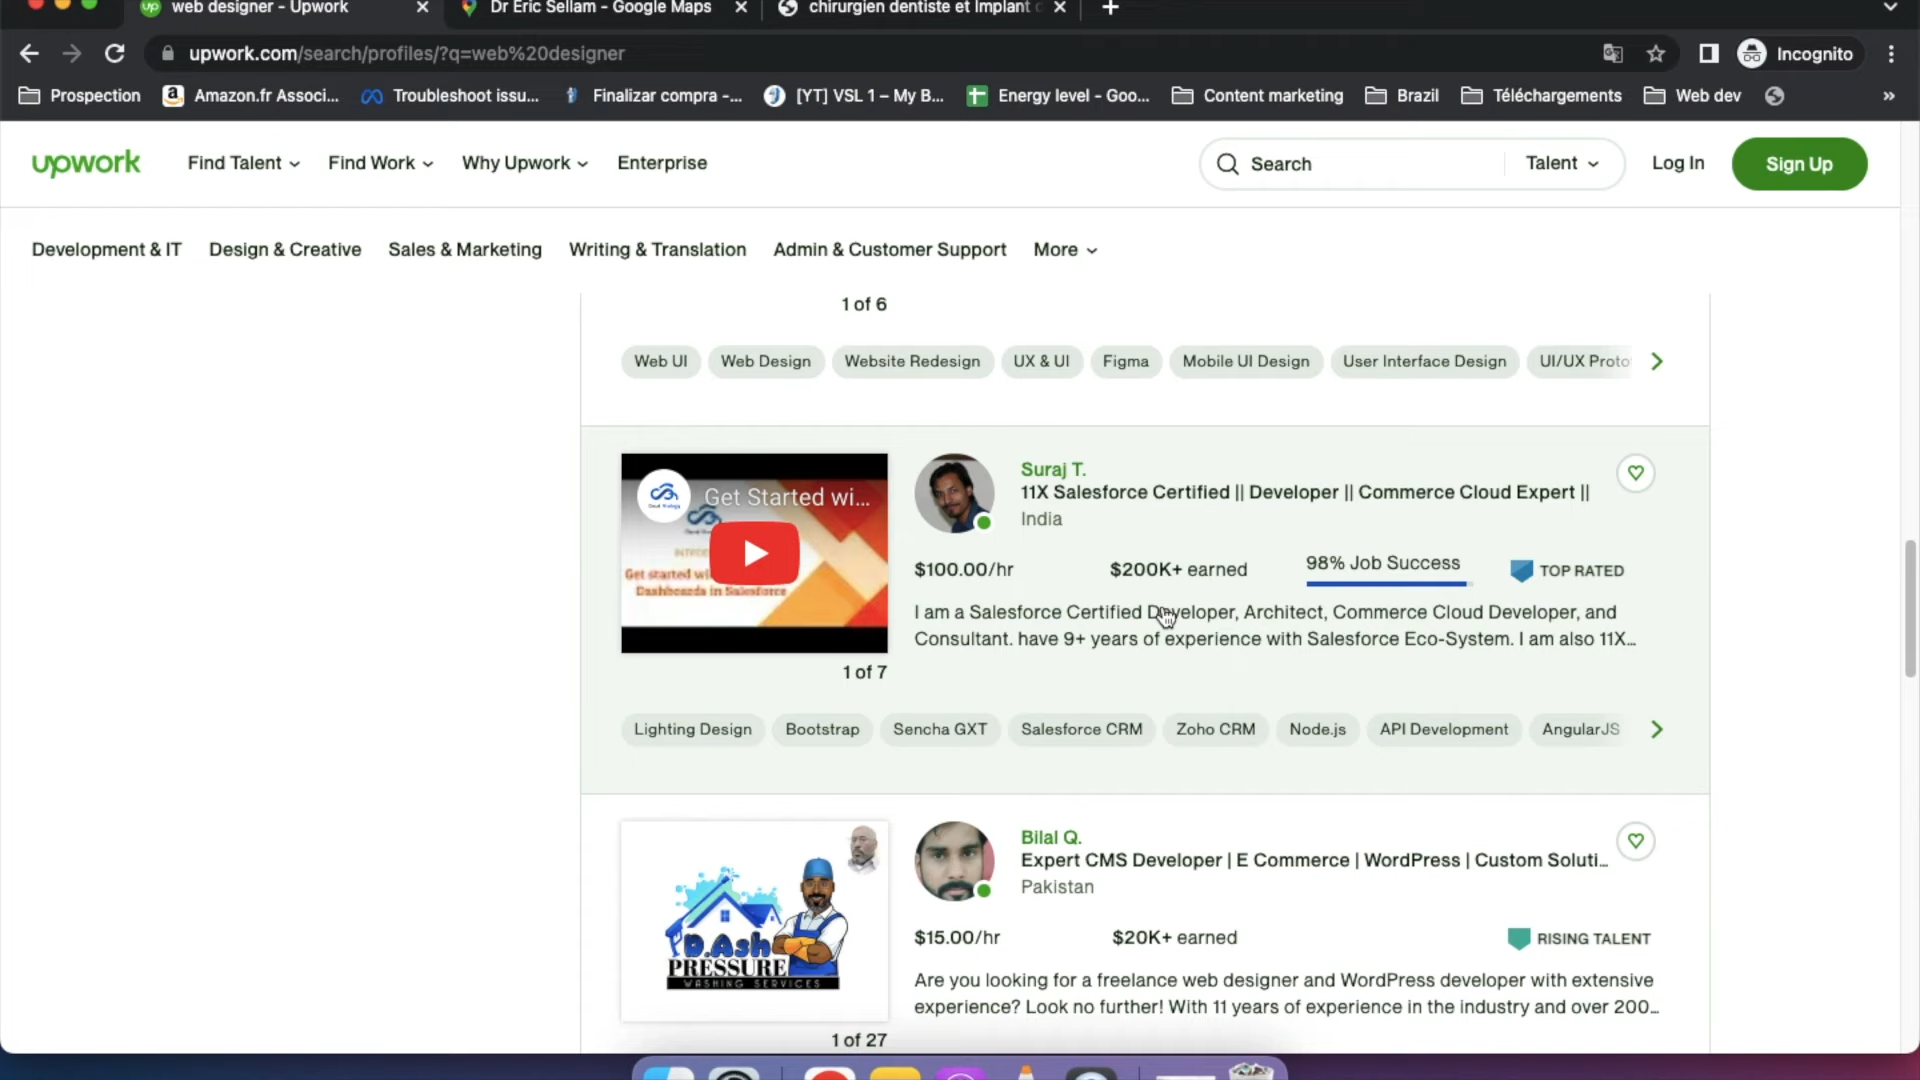 web designer - Upwork
Dr Eric Sellam - Google Maps
chirurgien dentiste et Implant d
upwork.com/search/profiles/?q=web%20designer
Incognito
Prospection
Amazon.fr Associ...
Troubleshoot issu...
Finalizar compra -...
[YT] VSL 1 – My B...
Energy level - Goo...
Content marketing
Brazil
Téléchargements
Web dev
upwork
Find Talent
Find Work
Why Upwork
Enterprise
Search
Talent
Log In
Sign Up
Development & IT
Design & Creative
Sales & Marketing
Writing & Translation
Admin & Customer Support
More
1 of 6
Web UI
Web Design
Website Redesign
UX & UI
Figma
Mobile UI Design
User Interface Design
UI/UX Proto
Get Started wi...
Get started wi
Dashboards in Salesforce
1 of 7
Suraj T.
11X Salesforce Certified || Developer || Commerce Cloud Expert ||
India
$100.00/hr
$200K+ earned
98% Job Success
TOP RATED
I am a Salesforce Certified Developer, Architect, Commerce Cloud Developer, and
Consultant. have 9+ years of experience with Salesforce Eco-System. I am also 11X...
Lighting Design
Bootstrap
Sencha GXT
Salesforce CRM
Zoho CRM
Node.js
API Development
AngularJS
D.Ash
PRESSURE
WASHING SERVICES
1 of 27
Bilal Q.
Expert CMS Developer | E Commerce | WordPress | Custom Soluti...
Pakistan
$15.00/hr
$20K+ earned
RISING TALENT
Are you looking for a freelance web designer and WordPress developer with extensive
experience? Look no further! With 11 years of experience in the industry and over 200...